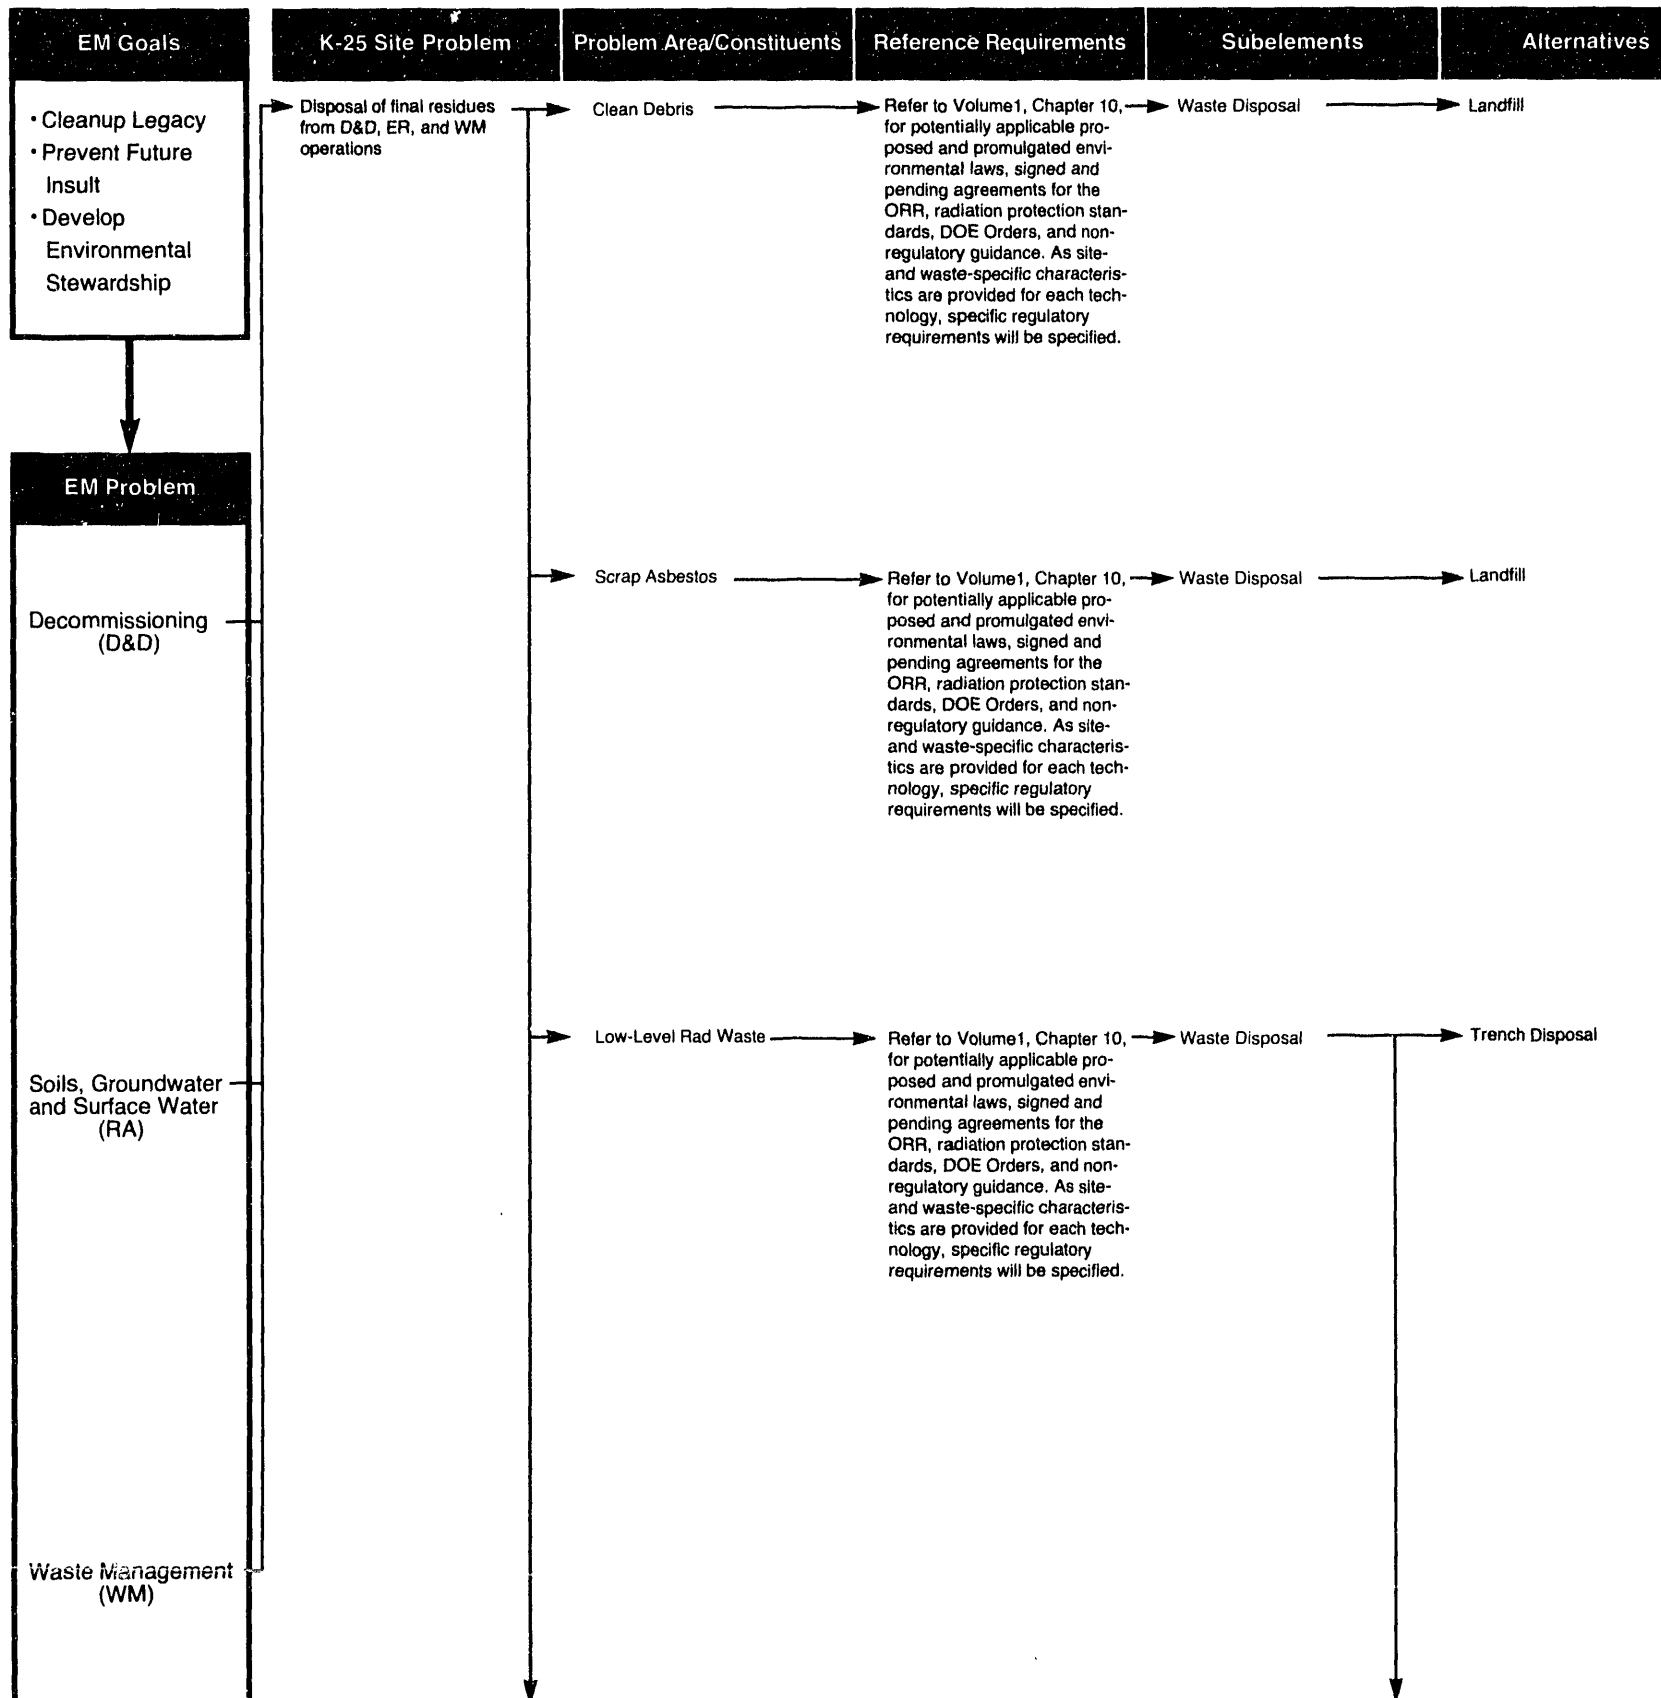 EM Goals
K-25 Site Problem
Problem Area/Constituents
Reference Requirements
Subelements
Alternatives
• Cleanup Legacy
• Prevent Future
Insult
• Develop
Environmental
Stewardship
EM Problem
Decommissioning
(D&D)
Soils, Groundwater
and Surface Water
(RA)
Waste Management
(WM)
Disposal of final residues
from D&D, ER, and WM
operations
Clean Debris
Refer to Volume1, Chapter 10,
for potentially applicable pro-
posed and promulgated envi-
ronmental laws, signed and
pending agreements for the
ORR, radiation protection stan-
dards, DOE Orders, and non-
regulatory guidance. As site-
and waste-specific characteris-
tics are provided for each tech-
nology, specific regulatory
requirements will be specified.
Waste Disposal
Landfill
Scrap Asbestos
Refer to Volume1, Chapter 10,
for potentially applicable pro-
posed and promulgated envi-
ronmental laws, signed and
pending agreements for the
ORR, radiation protection stan-
dards, DOE Orders, and non-
regulatory guidance. As site-
and waste-specific characteris-
tics are provided for each tech-
nology, specific regulatory
requirements will be specified.
Waste Disposal
Landfill
Low-Level Rad Waste
Refer to Volume1, Chapter 10,
for potentially applicable pro-
posed and promulgated envi-
ronmental laws, signed and
pending agreements for the
ORR, radiation protection stan-
dards, DOE Orders, and non-
regulatory guidance. As site-
and waste-specific characteris-
tics are provided for each tech-
nology, specific regulatory
requirements will be specified.
Waste Disposal
Trench Disposal